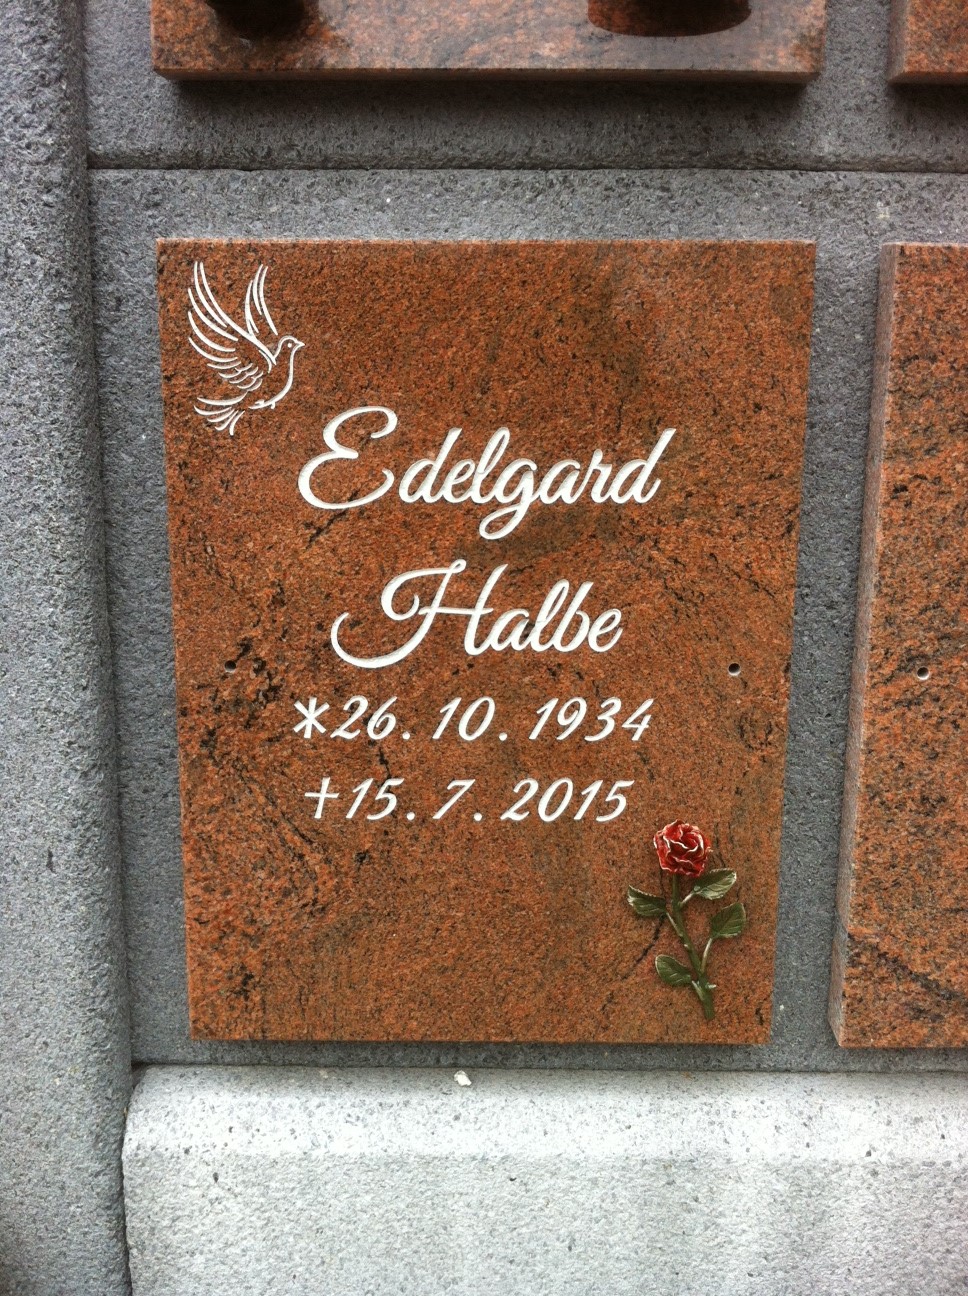 Edelgard
Halbe
*26. 10. 1934
†15. 7. 2015